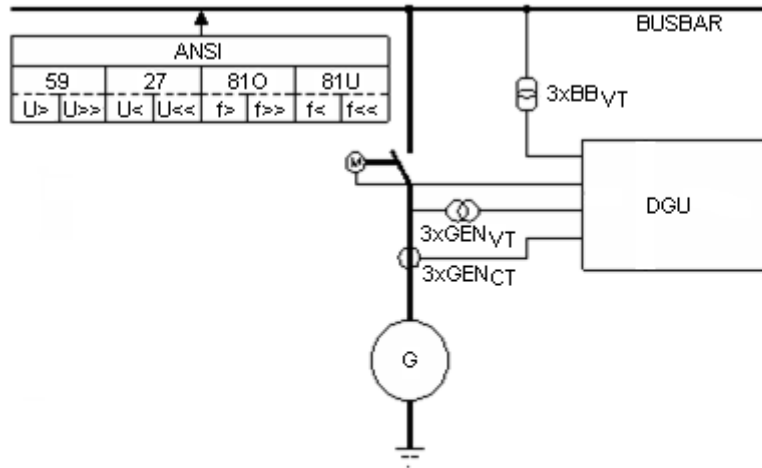 BUSBAR
ANSI
59 27 81O 81U
U> U>> U< U<< f> f>> f< f<<
3xBBVT
M
DGU
3xGENVT
3xGENCT
G